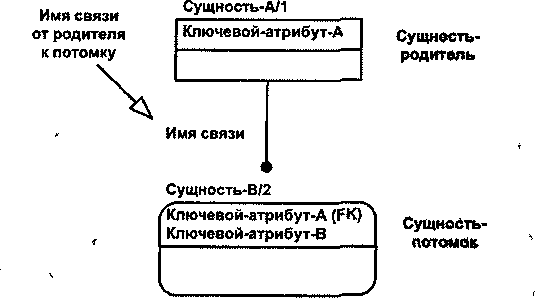 Имя связи
от родителя
к потомку
Сущность-А/1
Ключевой-атрибут-А
Сущность-
родитель
Имя связи
Сущность-В/2
Ключевой-атрибут-А (FK)
Ключевой-атрибут-В
Сущность-
потомок